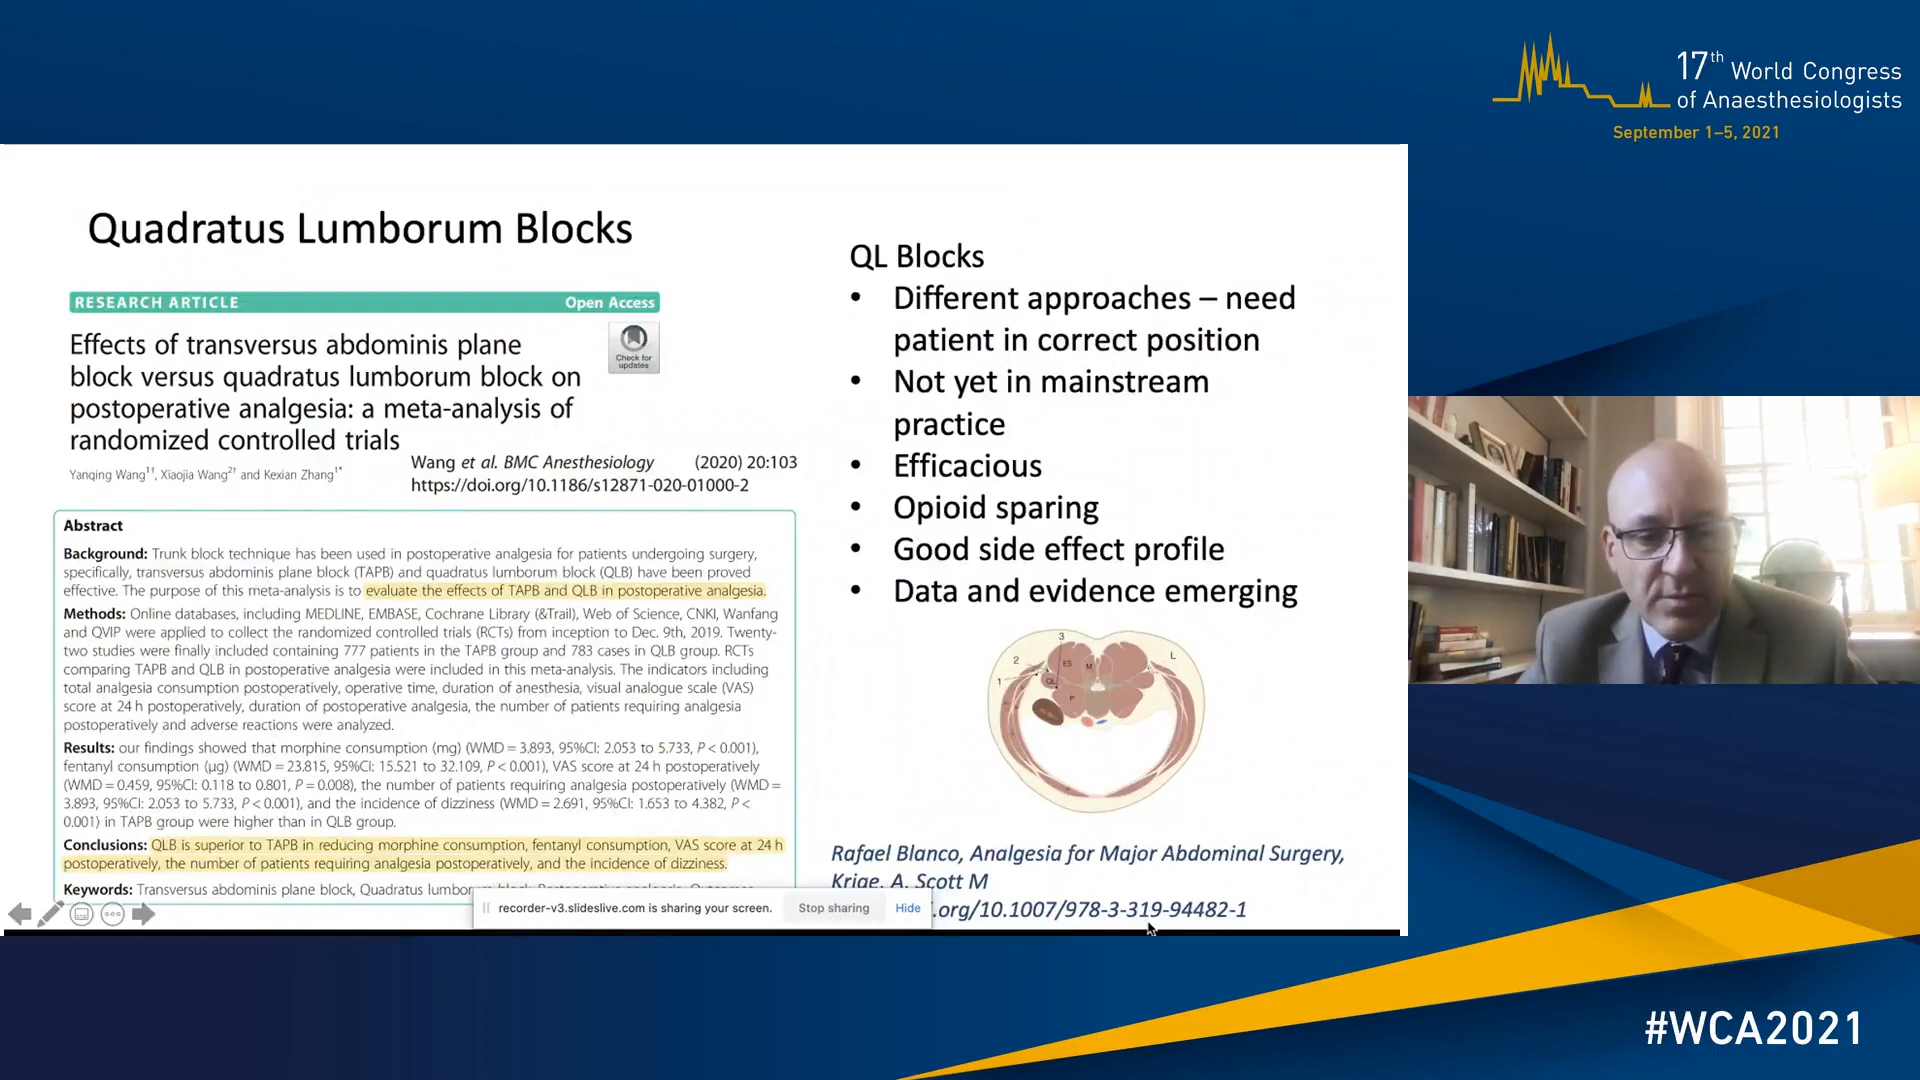 17th World Congress
of Anaesthesiologists
September 1–5, 2021
Quadratus Lumborum Blocks
RESEARCH ARTICLE Open Access
Effects of transversus abdominis plane
block versus quadratus lumborum block on
postoperative analgesia: a meta-analysis of
randomized controlled trials
Check for
updates
Yanqing Wang1†, Xiaojia Wang2† and Kexian Zhang1*
Wang et al. BMC Anesthesiology (2020) 20:103
https://doi.org/10.1186/s12871-020-01000-2
Abstract
Background: Trunk block technique has been used in postoperative analgesia for patients undergoing surgery,
specifically, transversus abdominis plane block (TAPB) and quadratus lumborum block (QLB) have been proved
effective. The purpose of this meta-analysis is to evaluate the effects of TAPB and QLB in postoperative analgesia.
Methods: Online databases, including MEDLINE, EMBASE, Cochrane Library (&Trail), Web of Science, CNKI, Wanfang
and QVIP were applied to collect the randomized controlled trials (RCTs) from inception to Dec. 9th, 2019. Twenty-
two studies were finally included containing 777 patients in the TAPB group and 783 cases in QLB group. RCTs
comparing TAPB and QLB in postoperative analgesia were included in this meta-analysis. The indicators including
total analgesia consumption postoperatively, operative time, duration of anesthesia, visual analogue scale (VAS)
score at 24 h postoperatively, duration of postoperative analgesia, the number of patients requiring analgesia
postoperatively and adverse reactions were analyzed.
Results: our findings showed that morphine consumption (mg) (WMD = 3.893, 95%CI: 2.053 to 5.733, P < 0.001),
fentanyl consumption (μg) (WMD = 23.815, 95%CI: 15.521 to 32.109, P < 0.001), VAS score at 24 h postoperatively
(WMD = 0.459, 95%CI: 0.118 to 0.801, P = 0.008), the number of patients requiring analgesia postoperatively (WMD =
3.893, 95%CI: 2.053 to 5.733, P < 0.001), and the incidence of dizziness (WMD = 2.691, 95%CI: 1.653 to 4.382, P <
0.001) in TAPB group were higher than in QLB group.
Conclusions: QLB is superior to TAPB in reducing morphine consumption, fentanyl consumption, VAS score at 24 h
postoperatively, the number of patients requiring analgesia postoperatively, and the incidence of dizziness.
Keywords: Transversus abdominis plane block, Quadratus
QL Blocks
• Different approaches – need
patient in correct position
• Not yet in mainstream
practice
• Efficacious
• Opioid sparing
• Good side effect profile
• Data and evidence emerging
3
2
1
ES
M
L
QL
P
Rafael Blanco, Analgesia for Major Abdominal Surgery,
Krige, A, Scott M
.org/10.1007/978-3-319-94482-1
recorder-v3.slideslive.com is sharing your screen. Stop sharing Hide
#WCA2021